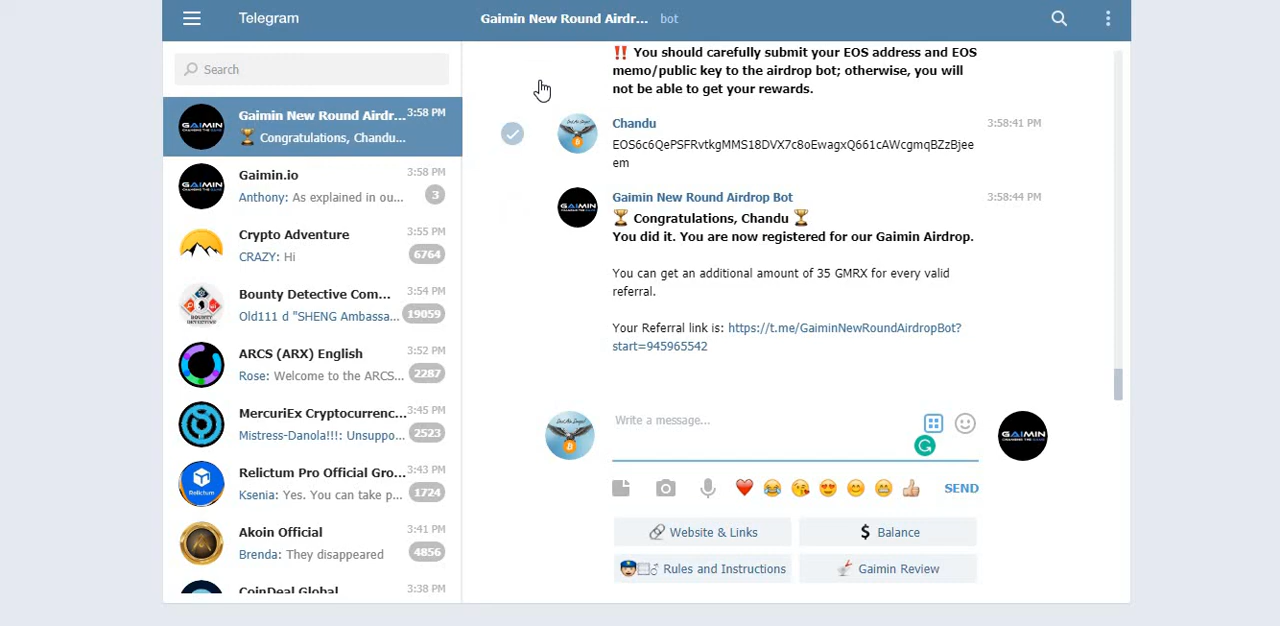 Telegram
Gaimin New Round Airdr... bot
Search
Gaimin New Round Airdr... 3:58 PM
🏆 Congratulations, Chandu...
Gaimin.io 3:58 PM
Anthony: As explained in ou... 3
Crypto Adventure 3:55 PM
CRAZY: Hi 6764
Bounty Detective Com... 3:54 PM
Old111 d "SHENG Ambassa... 19059
ARCS (ARX) English 3:52 PM
Rose: Welcome to the ARCS... 2287
MercuriEx Cryptocurrenc... 3:45 PM
Mistress-Danola!!!: Unsuppo... 2523
Relictum Pro Official Gro... 3:43 PM
Ksenia: Yes. You can take p... 1724
Akoin Official 3:41 PM
Brenda: They disappeared 4856
CoinDeal Global 3:38 PM
‼️ You should carefully submit your EOS address and EOS
memo/public key to the airdrop bot; otherwise, you will
not be able to get your rewards.
Chandu 3:58:41 PM
EOS6c6QePSFRvtkgMMS18DVX7c8oEwagxQ661cAWcgmqBZzBjee
em
Gaimin New Round Airdrop Bot 3:58:44 PM
🏆 Congratulations, Chandu 🏆
You did it. You are now registered for our Gaimin Airdrop.
You can get an additional amount of 35 GMRX for every valid
referral.
Your Referral link is: https://t.me/GaiminNewRoundAirdropBot?
start=945965542
Write a message...
SEND
Website & Links
$ Balance
Rules and Instructions
Gaimin Review